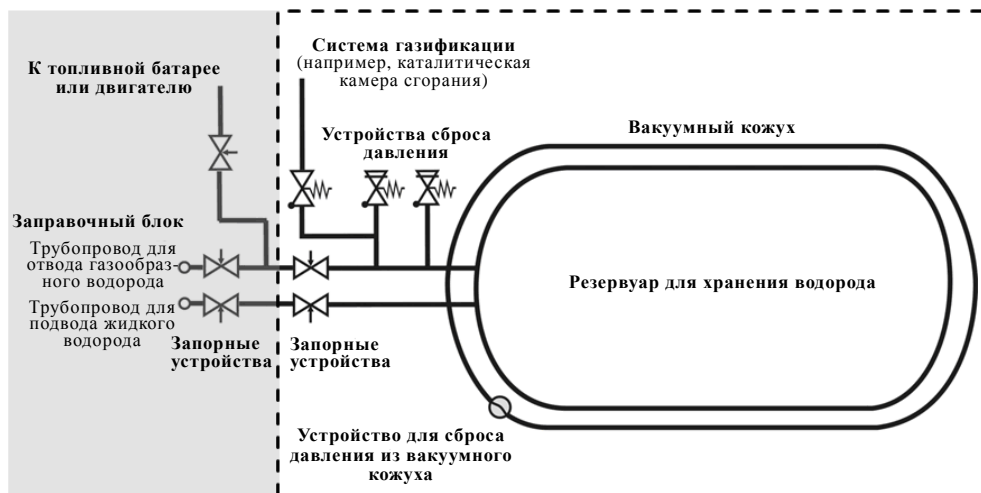 Система газификации
(например, каталитическая
камера сгорания)
К топливной батарее
или двигателю
Устройства сброса
давления
Вакуумный кожух
Заправочный блок
Трубопровод для
отвода газообраз-
ного водорода
Трубопровод для
подвода жидкого
водорода
Запорные
устройства
Запорные
устройства
Резервуар для хранения водорода
Устройство для сброса
давления из вакуумного
кожуха